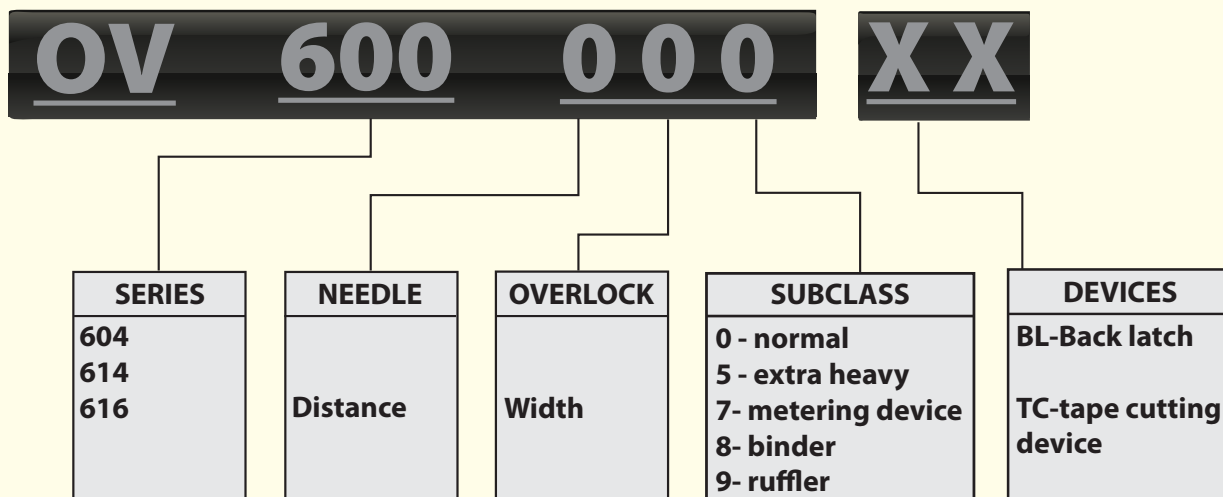 OV 600 0 0 0 X X
SERIES
604
614
616
NEEDLE
Distance
OVERLOCK
Width
SUBCLASS
0 - normal
5 - extra heavy
7- metering device
8- binder
9- ruffler
DEVICES
BL-Back latch
TC-tape cutting
device